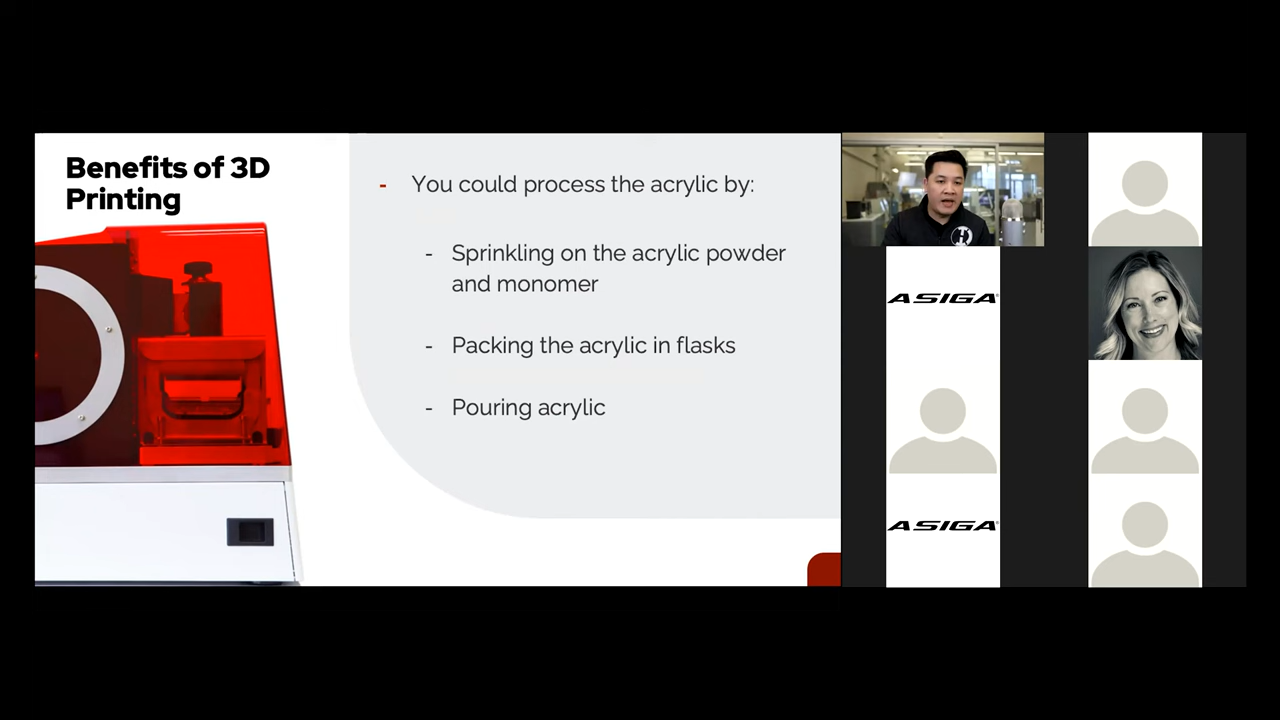 Benefits of 3D
Printing
- You could process the acrylic by:
- Sprinkling on the acrylic powder
and monomer
- Packing the acrylic in flasks
- Pouring acrylic
ASIGA®
ASIGA®